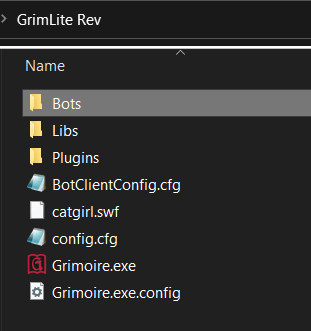 GrimLite Rev
Name
Bots
Libs
Plugins
BotClientConfig.cfg
catgirl.swf
config.cfg
Grimoire.exe
Grimoire.exe.config